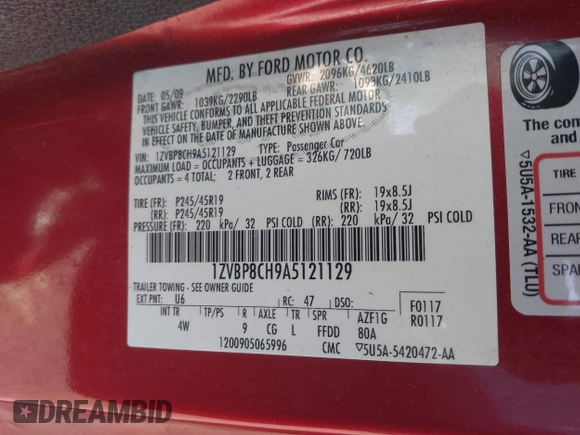 MFD. BY FORD MOTOR CO.
05/09 GVWR: 2096KG/4620LB
FRONT GAWR: 1039KG/2290LB REAR GAWR: 1093KG/2410LB
THIS VEHICLE CONFORMS TO ALL APPLICABLE FEDERAL MOTOR
VEHICLE SAFETY, BUMPER, AND THEFT PREVENTION STANDARDS
IN EFFECT ON THE DATE OF MANUFACTURE SHOWN ABOVE.
VIN: 1ZVBP8CH9A5121129 TYPE: Passenger Car
MAXIMUM LOAD = OCCUPANTS + LUGGAGE = 326KG/720LB
OCCUPANTS = 4 TOTAL; 2 FRONT, 2 REAR
TIRE (FR): P245/45R19 RIMS (FR): 19x8.5J
(RR): P245/45R19 (RR): 19x8.5J
PRESSURE (FR): 220 kPa/ 32 PSI COLD (RR): 220 kPa/ 32 PSI COLD
1ZVBP8CH9A5121129
TRAILER TOWING - SEE OWNER GUIDE
EXT PNT: U6 RC: 47 DSO: F0117
INT TR TP/PS R AXLE TR SPR AZF1G R0117
4W 9 CG L FFDD 80A
1200905065996 CMC ▽5U5A-5420472-AA
The com
▽5U5A-1532-AA (TLU)
TIRE
FR
RE
SPA
DREAMBID